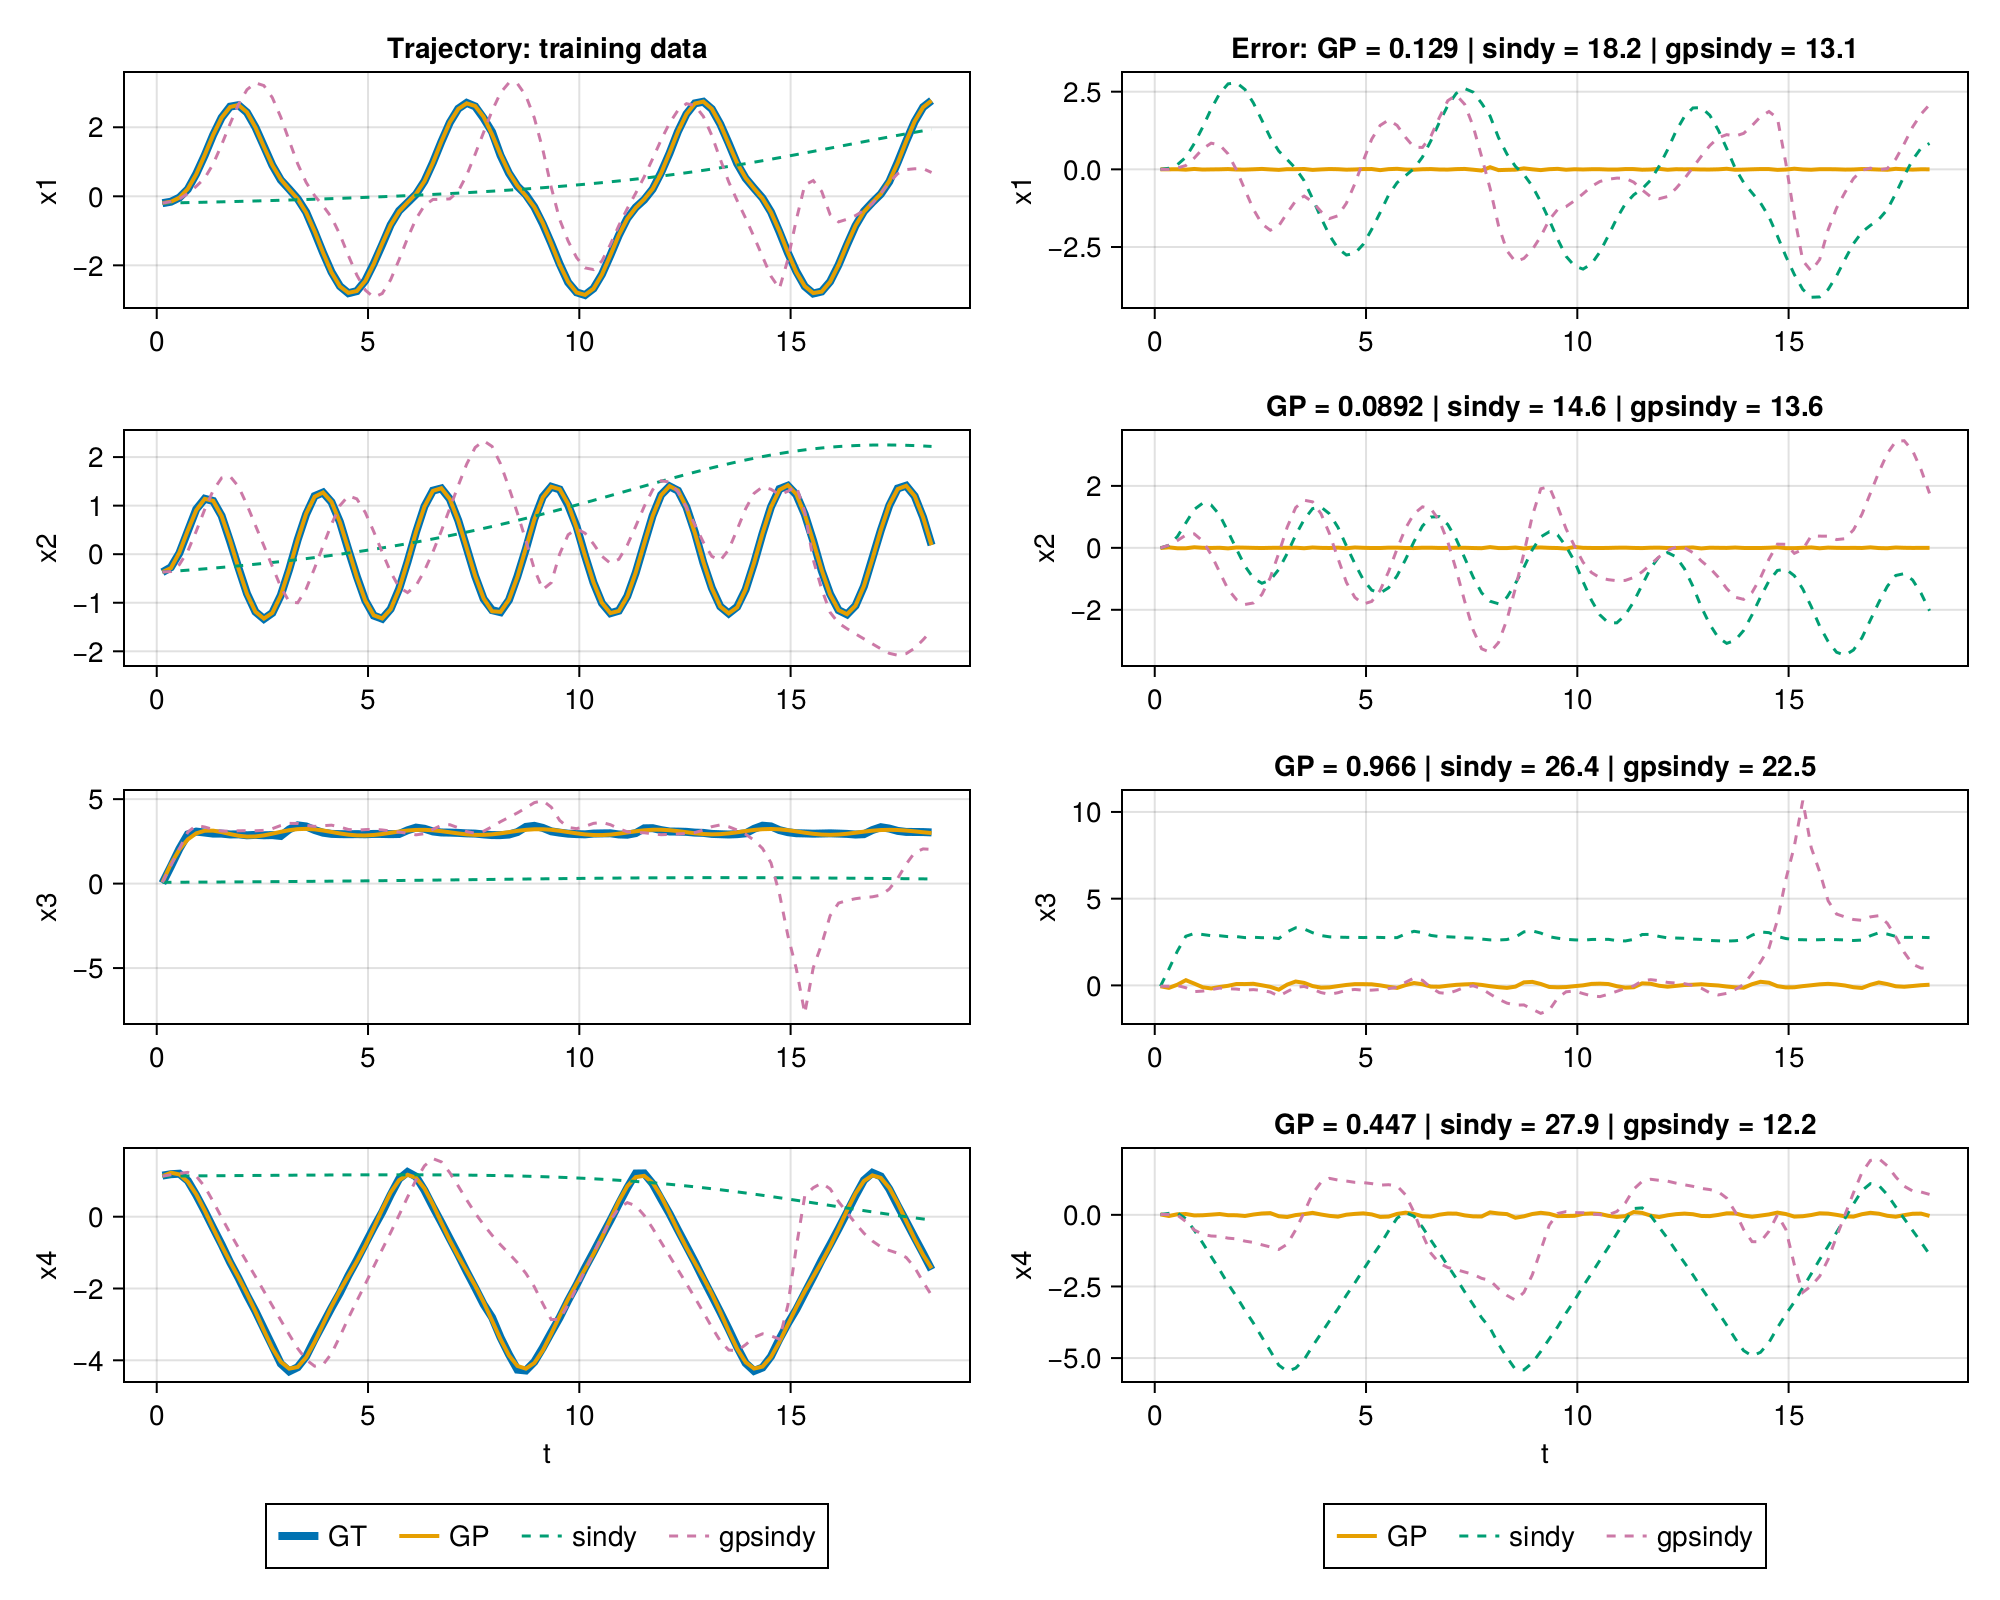 Trajectory: training data
x1
2
0
−2
0 5 10 15
Error: GP = 0.129 | sindy = 18.2 | gpsindy = 13.1
x1
2.5
0.0
−2.5
0 5 10 15
x2
2
1
0
−1
−2
0 5 10 15
GP = 0.0892 | sindy = 14.6 | gpsindy = 13.6
x2
2
0
−2
0 5 10 15
x3
5
0
−5
0 5 10 15
GP = 0.966 | sindy = 26.4 | gpsindy = 22.5
x3
10
5
0
0 5 10 15
x4
0
−2
−4
0 5 10 15
t
GP = 0.447 | sindy = 27.9 | gpsindy = 12.2
x4
0.0
−2.5
−5.0
0 5 10 15
t
GT GP sindy gpsindy
GP sindy gpsindy